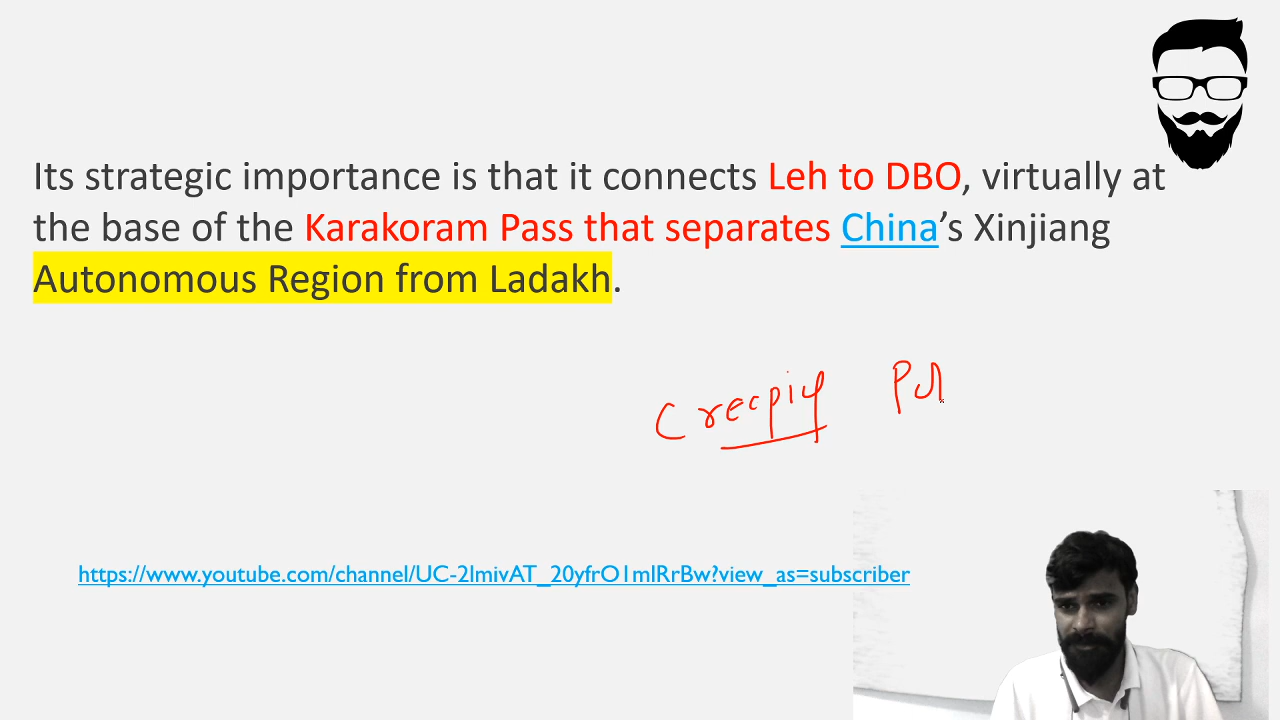 Its strategic importance is that it connects Leh to DBO, virtually at
the base of the Karakoram Pass that separates China’s Xinjiang
Autonomous Region from Ladakh.
https://www.youtube.com/channel/UC-2lmivAT_20yfrO1mlRrBw?view_as=subscriber